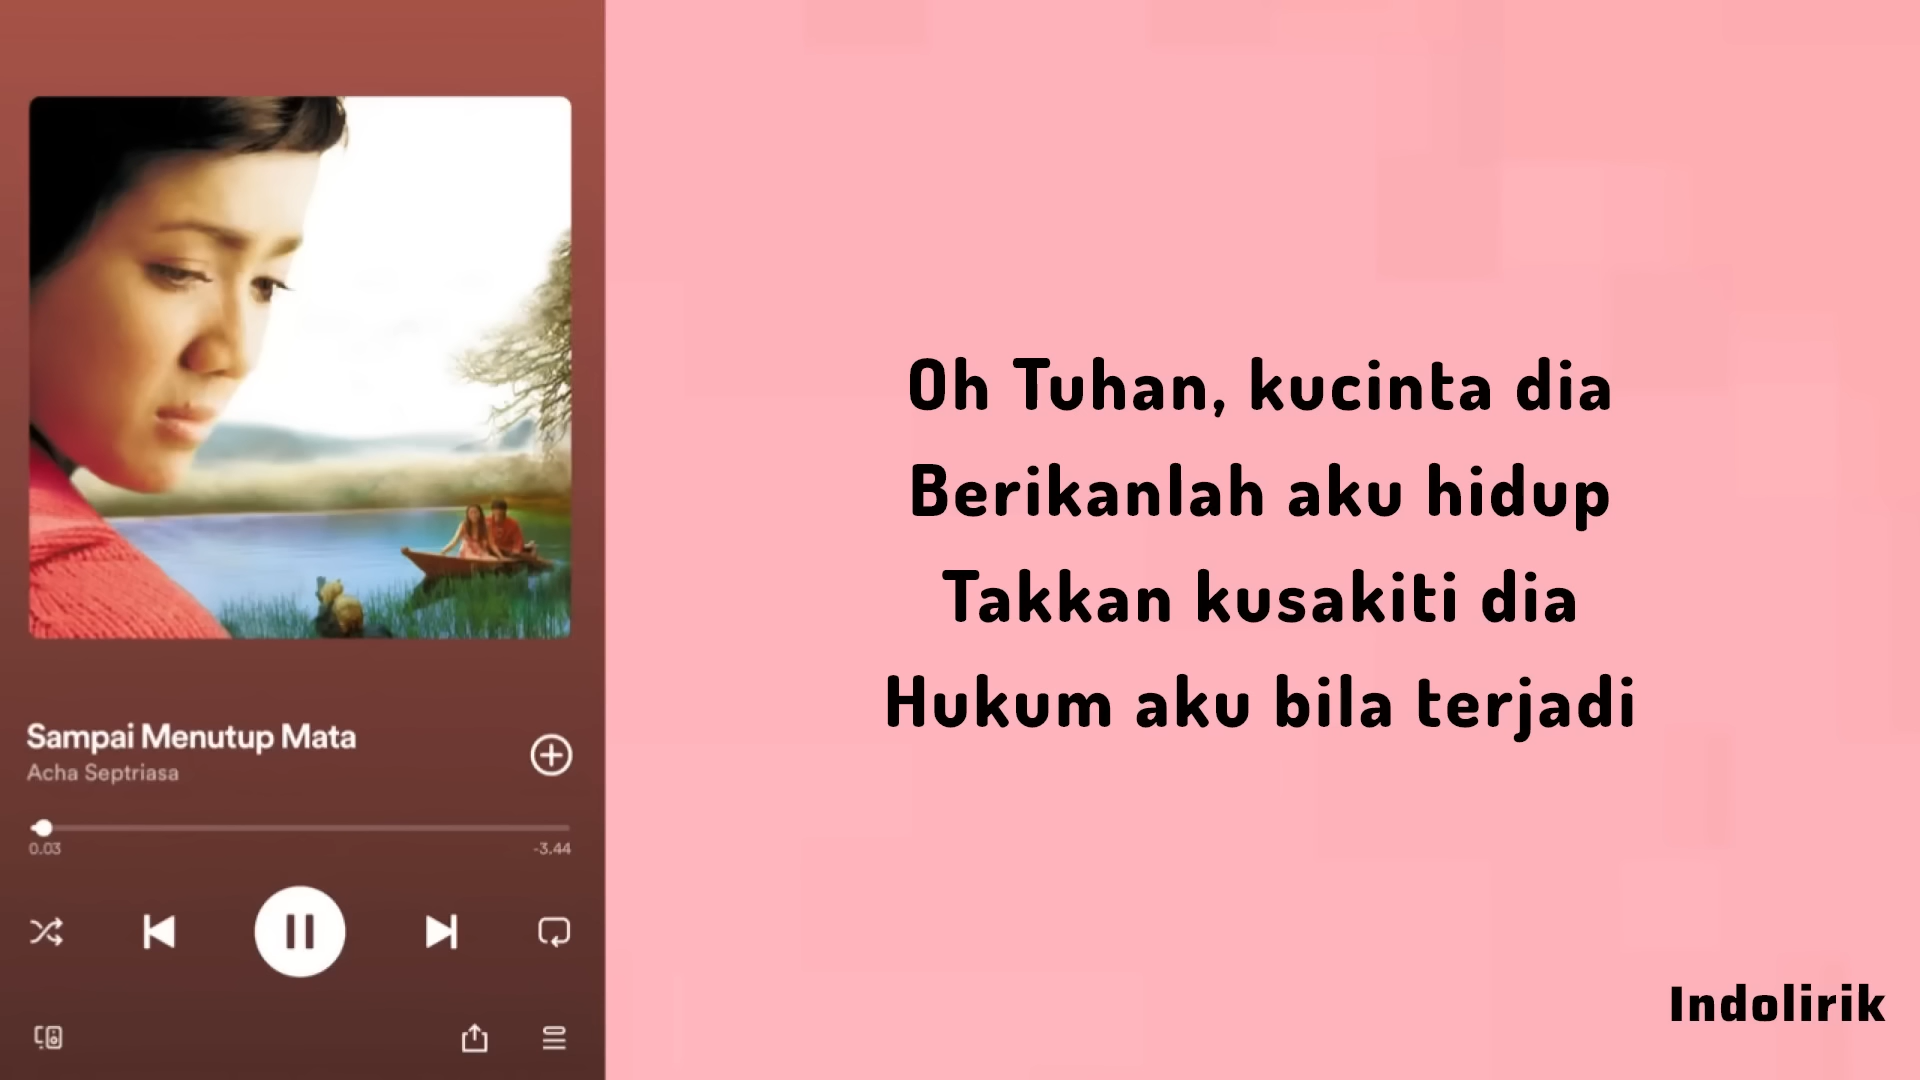 Sampai Menutup Mata
Acha Septriasa
0.03
-3.44
Oh Tuhan, kucinta dia
Berikanlah aku hidup
Takkan kusakiti dia
Hukum aku bila terjadi
Indolirik